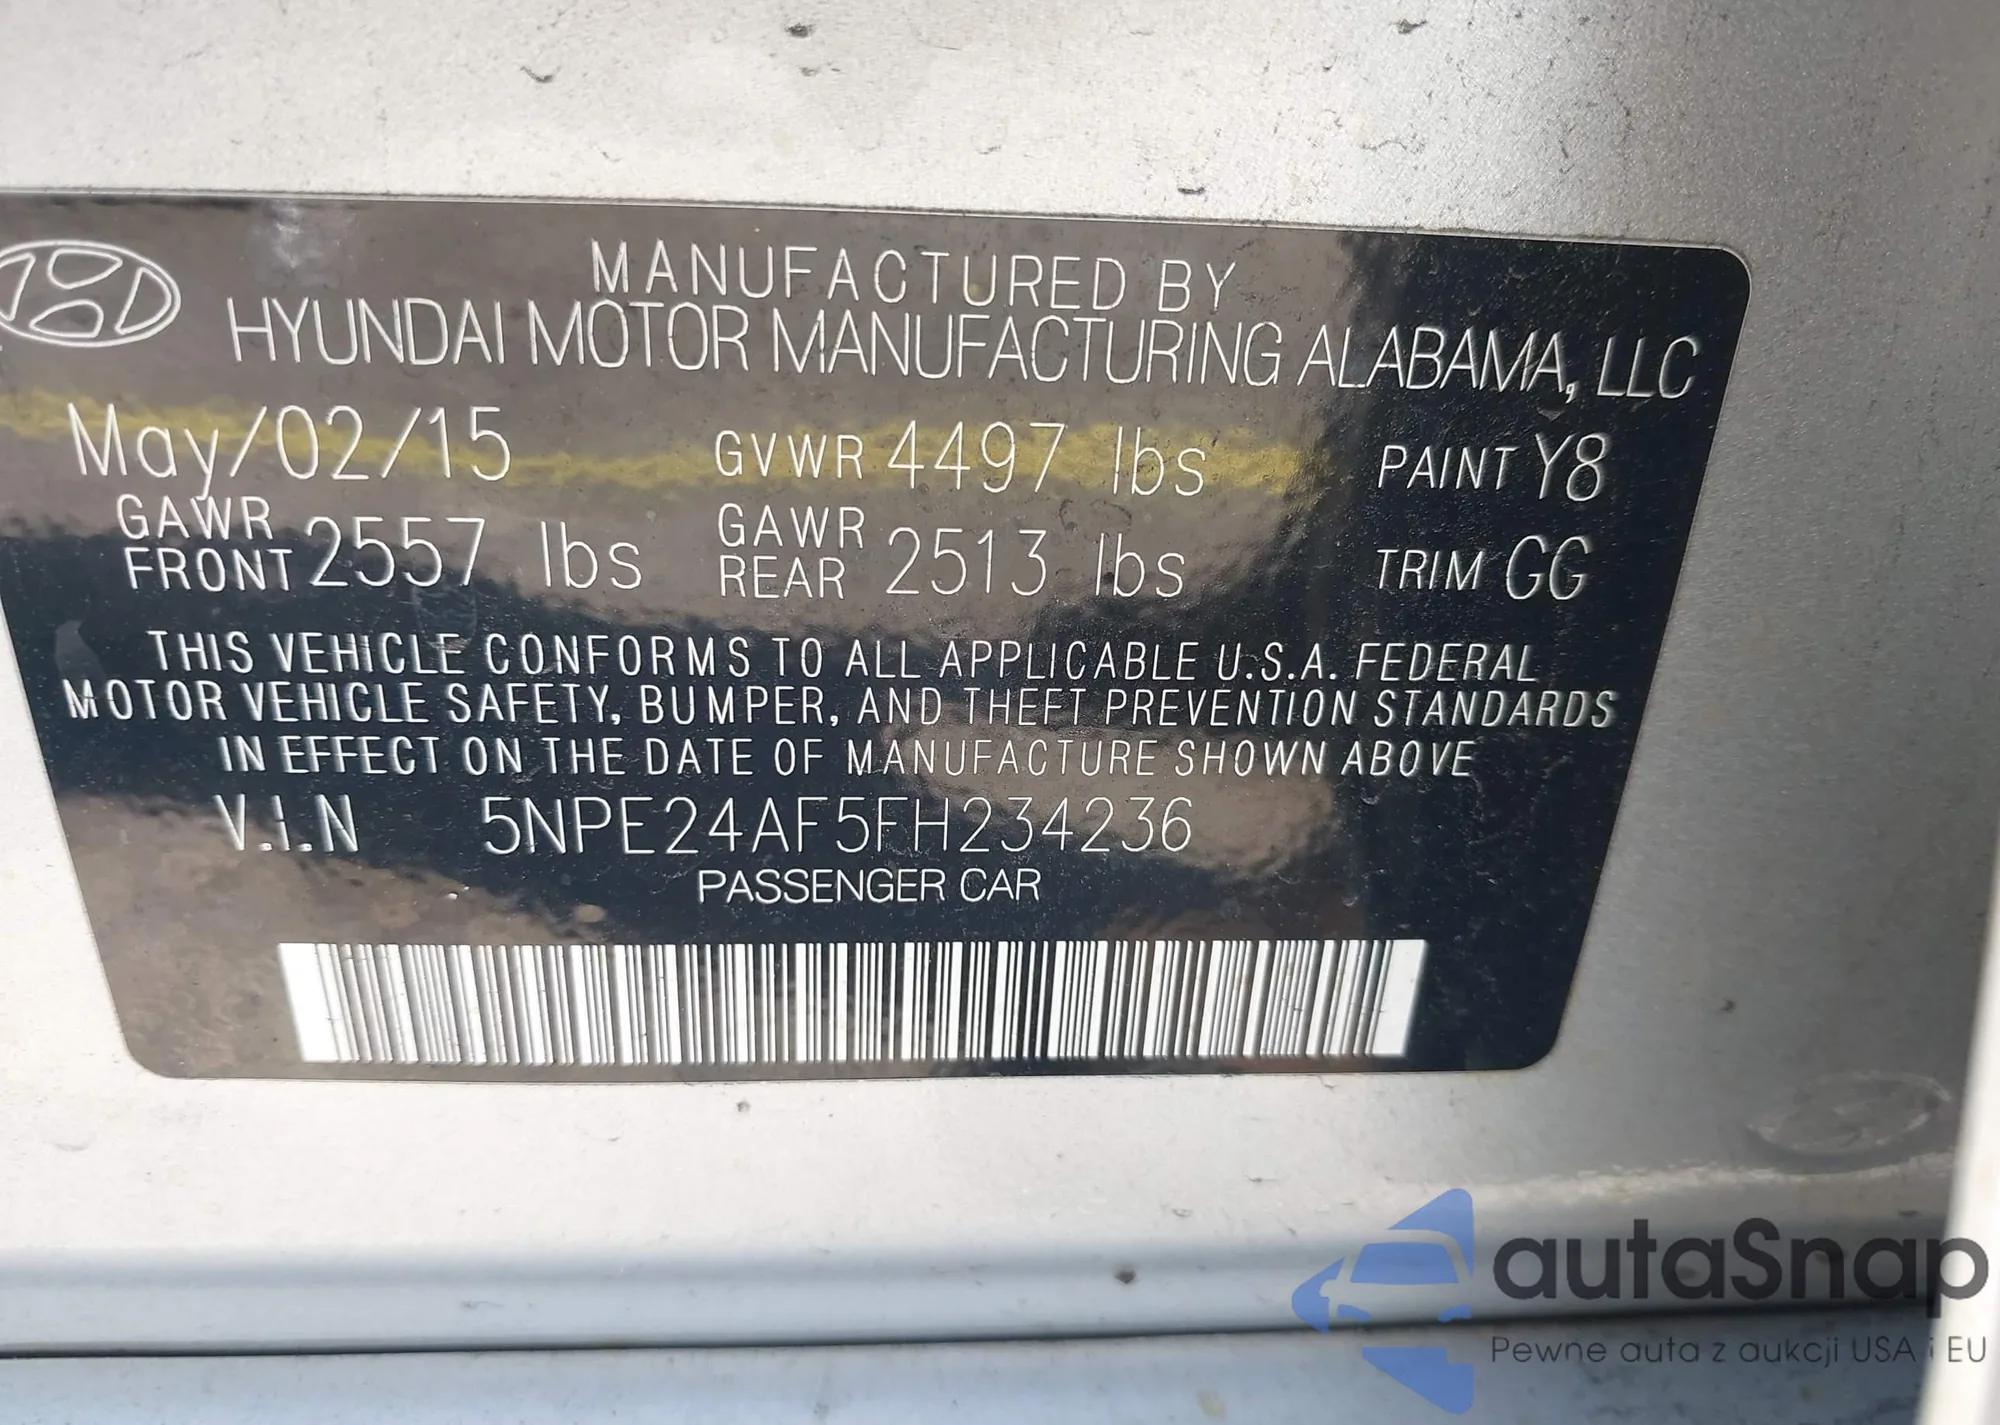 MANUFACTURED BY
HYUNDAI MOTOR MANUFACTURING ALABAMA, LLC
May/02/15 GVWR 4497 lbs PAINT Y8
GAWR FRONT 2557 lbs GAWR REAR 2513 lbs TRIM GG
THIS VEHICLE CONFORMS TO ALL APPLICABLE U.S.A. FEDERAL
MOTOR VEHICLE SAFETY, BUMPER, AND THEFT PREVENTION STANDARDS
IN EFFECT ON THE DATE OF MANUFACTURE SHOWN ABOVE
V.I.N 5NPE24AF5FH234236
PASSENGER CAR
autaSnap
Pewne auta z aukcji USA i EU